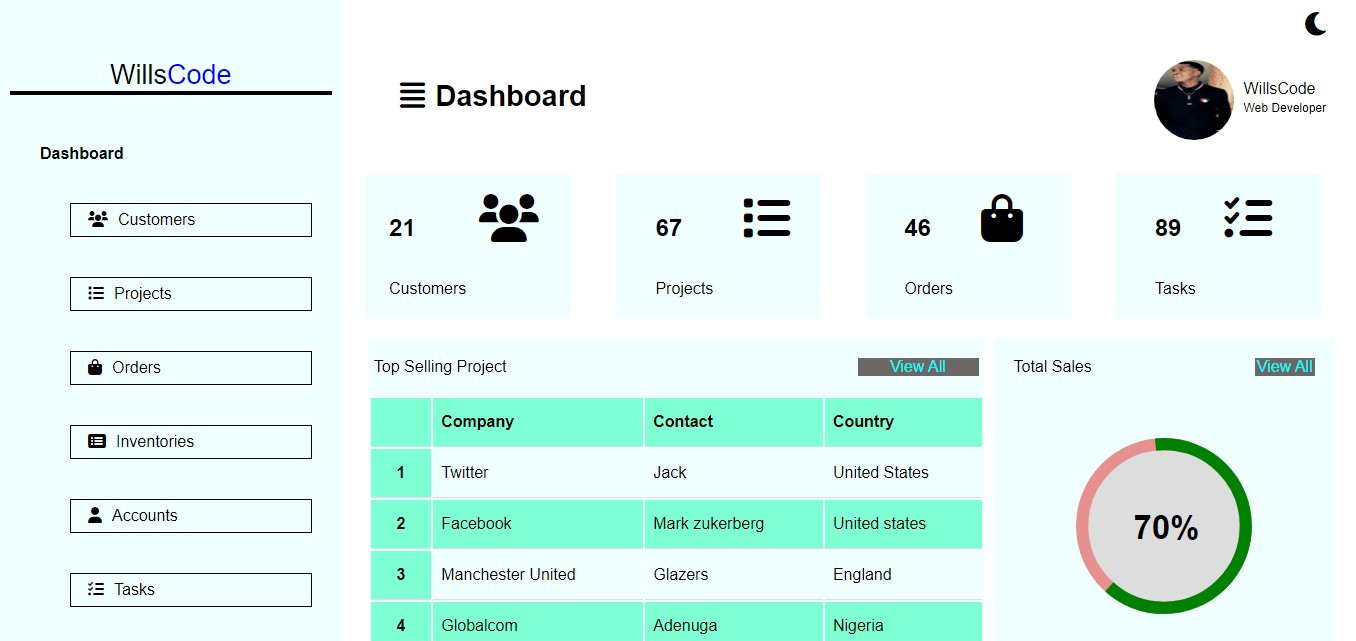 WillsCode
Dashboard
Customers
Projects
Orders
Inventories
Accounts
Tasks
Dashboard
WillsCode
Web Developer
21
Customers
67
Projects
46
Orders
89
Tasks
Top Selling Project View All
Company Contact Country
1 Twitter Jack United States
2 Facebook Mark zukerberg United states
3 Manchester United Glazers England
4 Globalcom Adenuga Nigeria
Total Sales View All
70%